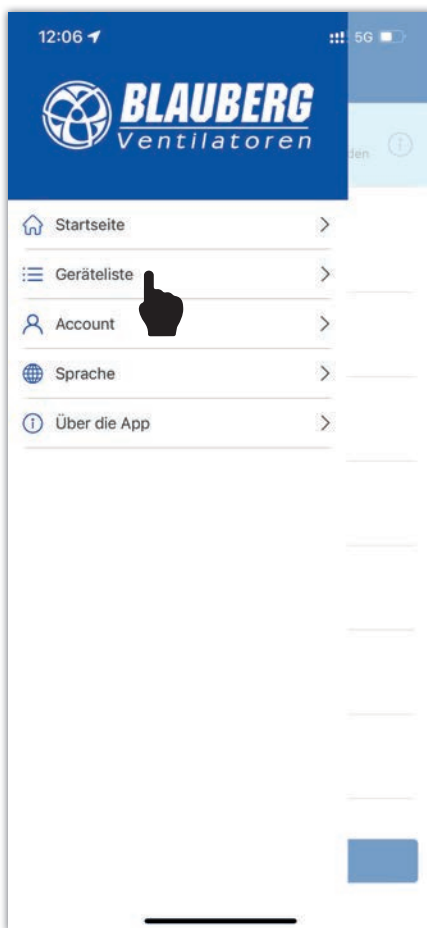 12:06
5G
BLAUBERG
Ventilatoren
Startseite
Geräteliste
Account
Sprache
Über die App